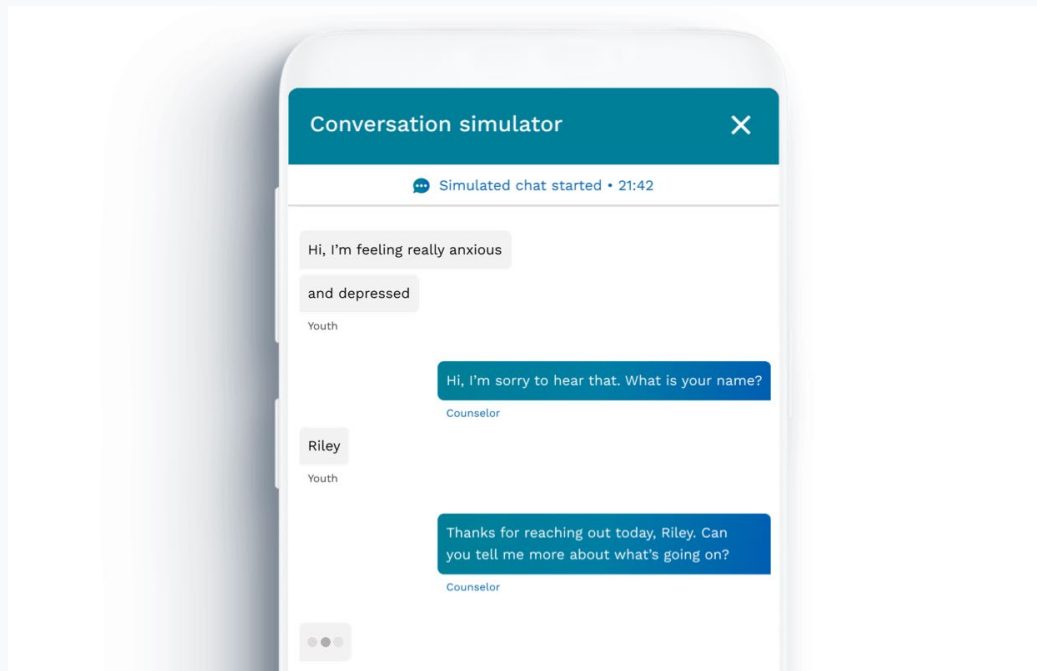 Conversation simulator
Simulated chat started • 21:42
Hi, I’m feeling really anxious
and depressed
Youth
Hi, I’m sorry to hear that. What is your name?
Counselor
Riley
Youth
Thanks for reaching out today, Riley. Can
you tell me more about what’s going on?
Counselor